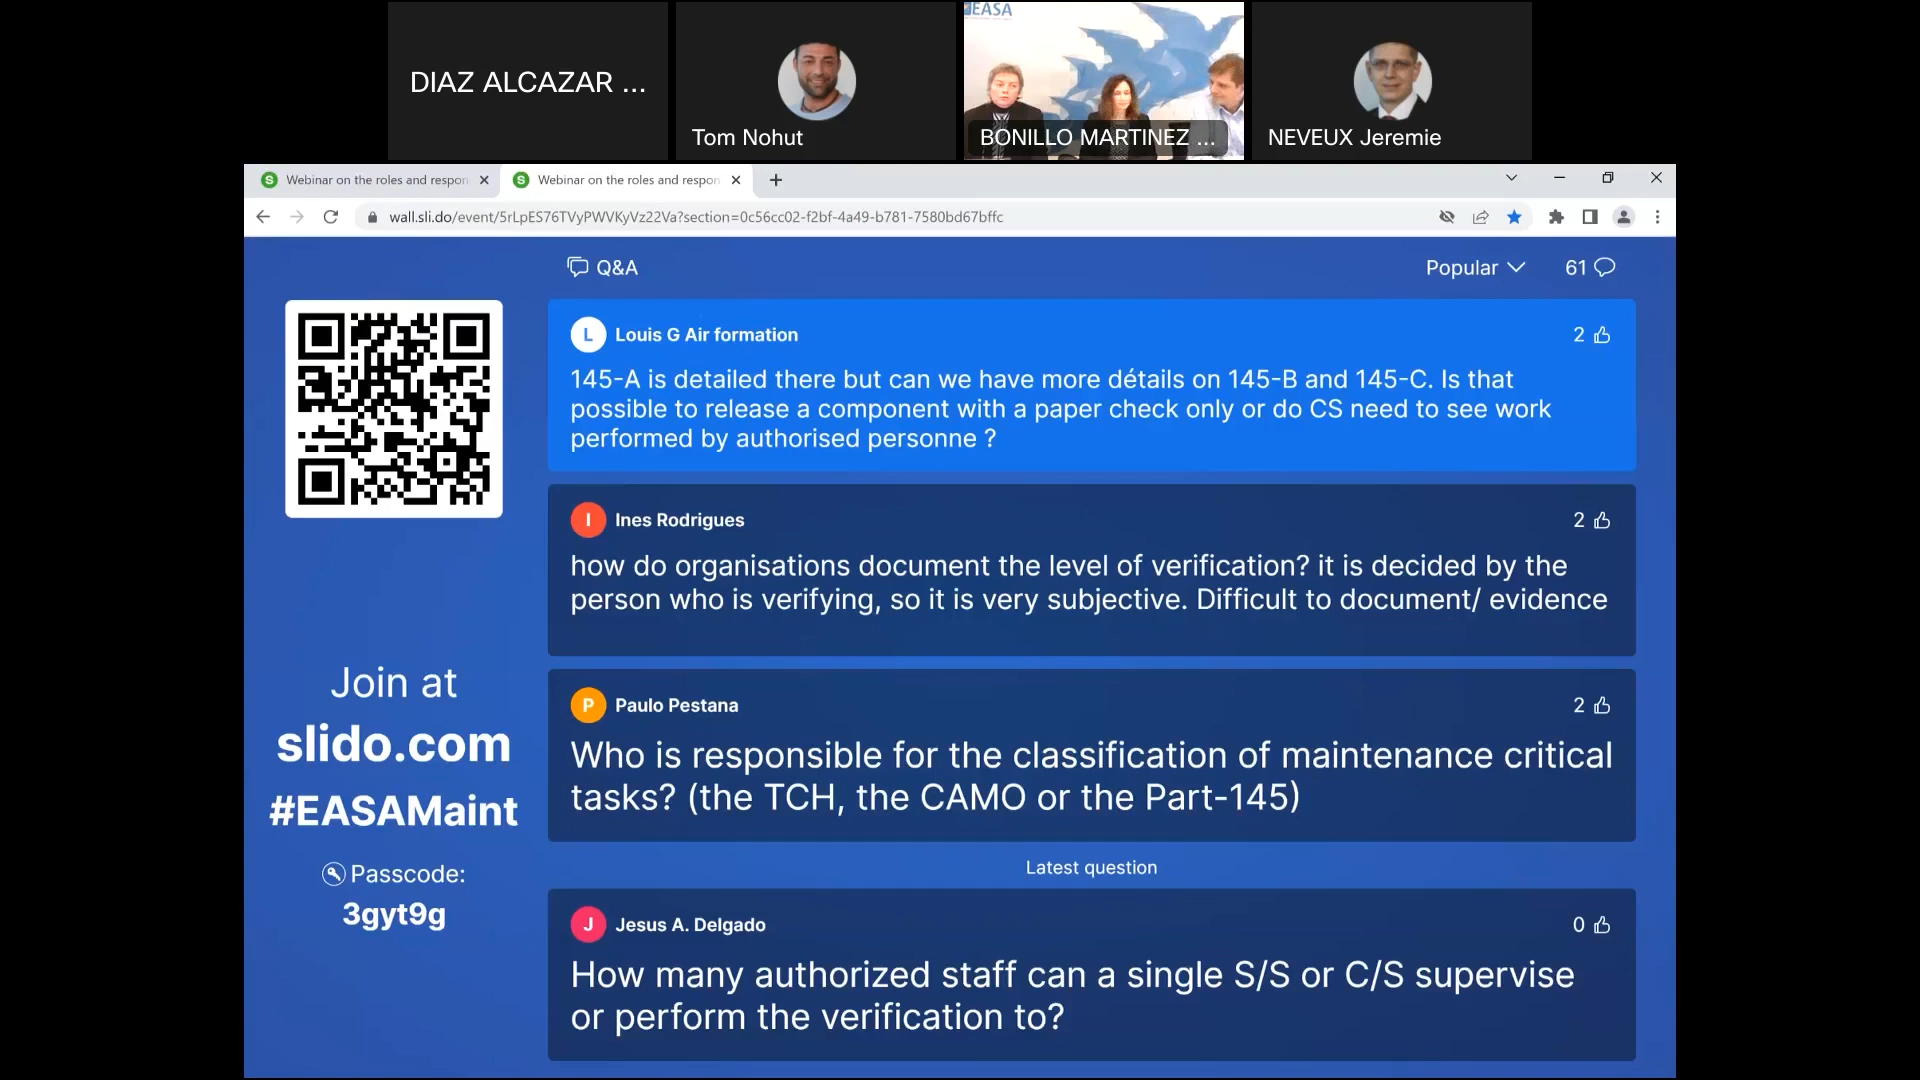 DIAZ ALCAZAR ...
Tom Nohut
EASA
BONILLO MARTINEZ ...
NEVEUX Jeremie
Webinar on the roles and respon
Webinar on the roles and respon
wall.sli.do/event/5rLpES76TVyPWVKyVz22Va?section=0c56cc02-f2bf-4a49-b781-7580bd67bffc
Q&A
Popular
61
L
Louis G Air formation
2
145-A is detailed there but can we have more détails on 145-B and 145-C. Is that
possible to release a component with a paper check only or do CS need to see work
performed by authorised personne ?
I
Ines Rodrigues
2
how do organisations document the level of verification? it is decided by the
person who is verifying, so it is very subjective. Difficult to document/ evidence
P
Paulo Pestana
2
Who is responsible for the classification of maintenance critical
tasks? (the TCH, the CAMO or the Part-145)
Latest question
J
Jesus A. Delgado
0
How many authorized staff can a single S/S or C/S supervise
or perform the verification to?
Join at
slido.com
#EASAMaint
Passcode:
3gyt9g